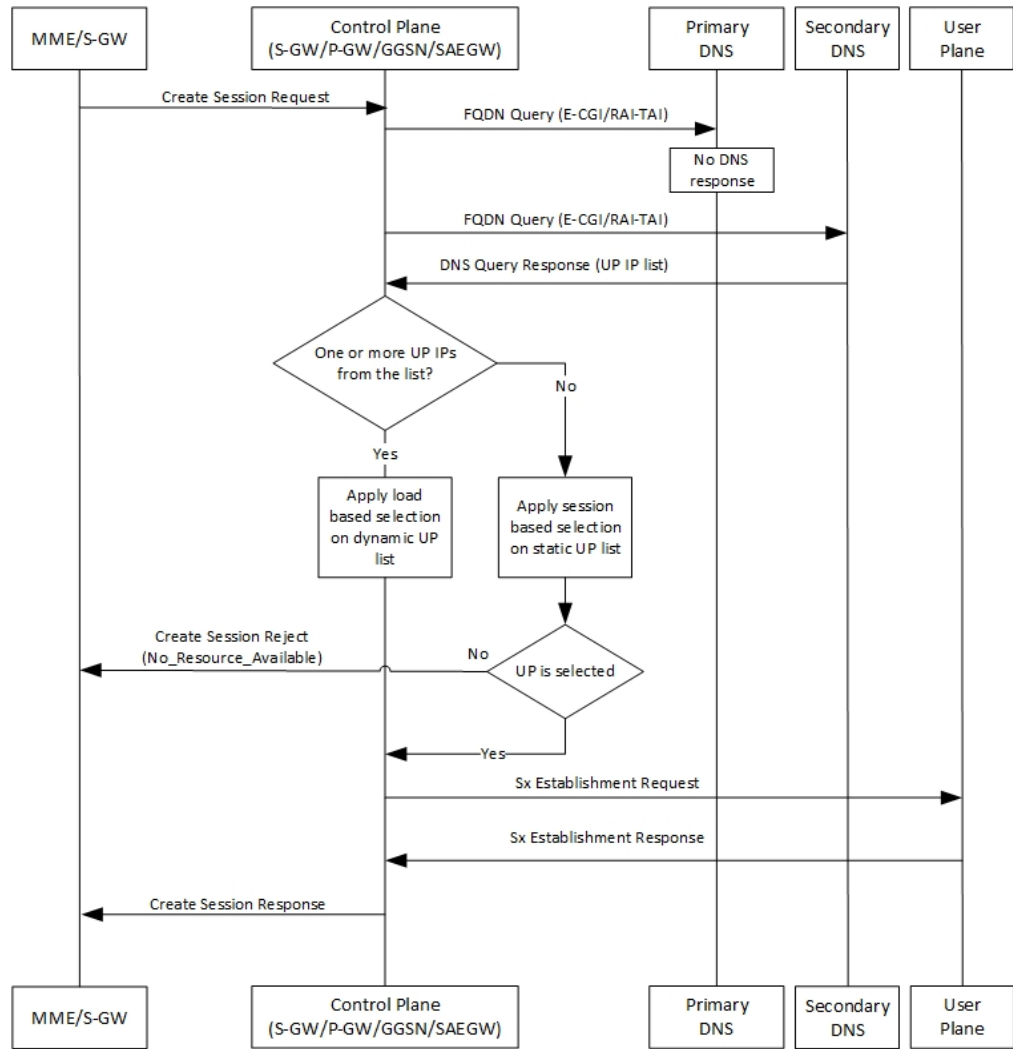 MME/S-GW
Control Plane
(S-GW/P-GW/GGSN/SAEGW)
Primary
DNS
Secondary
DNS
User
Plane
Create Session Request
FQDN Query (E-CGI/RAI-TAI)
No DNS
response
FQDN Query (E-CGI/RAI-TAI)
DNS Query Response (UP IP list)
One or more UP IPs
from the list?
No
Yes
Apply load
based selection
on dynamic UP
list
Apply session
based selection
on static UP list
Create Session Reject
(No_Resource_Available)
No
UP is selected
Yes
Sx Establishment Request
Sx Establishment Response
Create Session Response
MME/S-GW
Control Plane
(S-GW/P-GW/GGSN/SAEGW)
Primary
DNS
Secondary
DNS
User
Plane